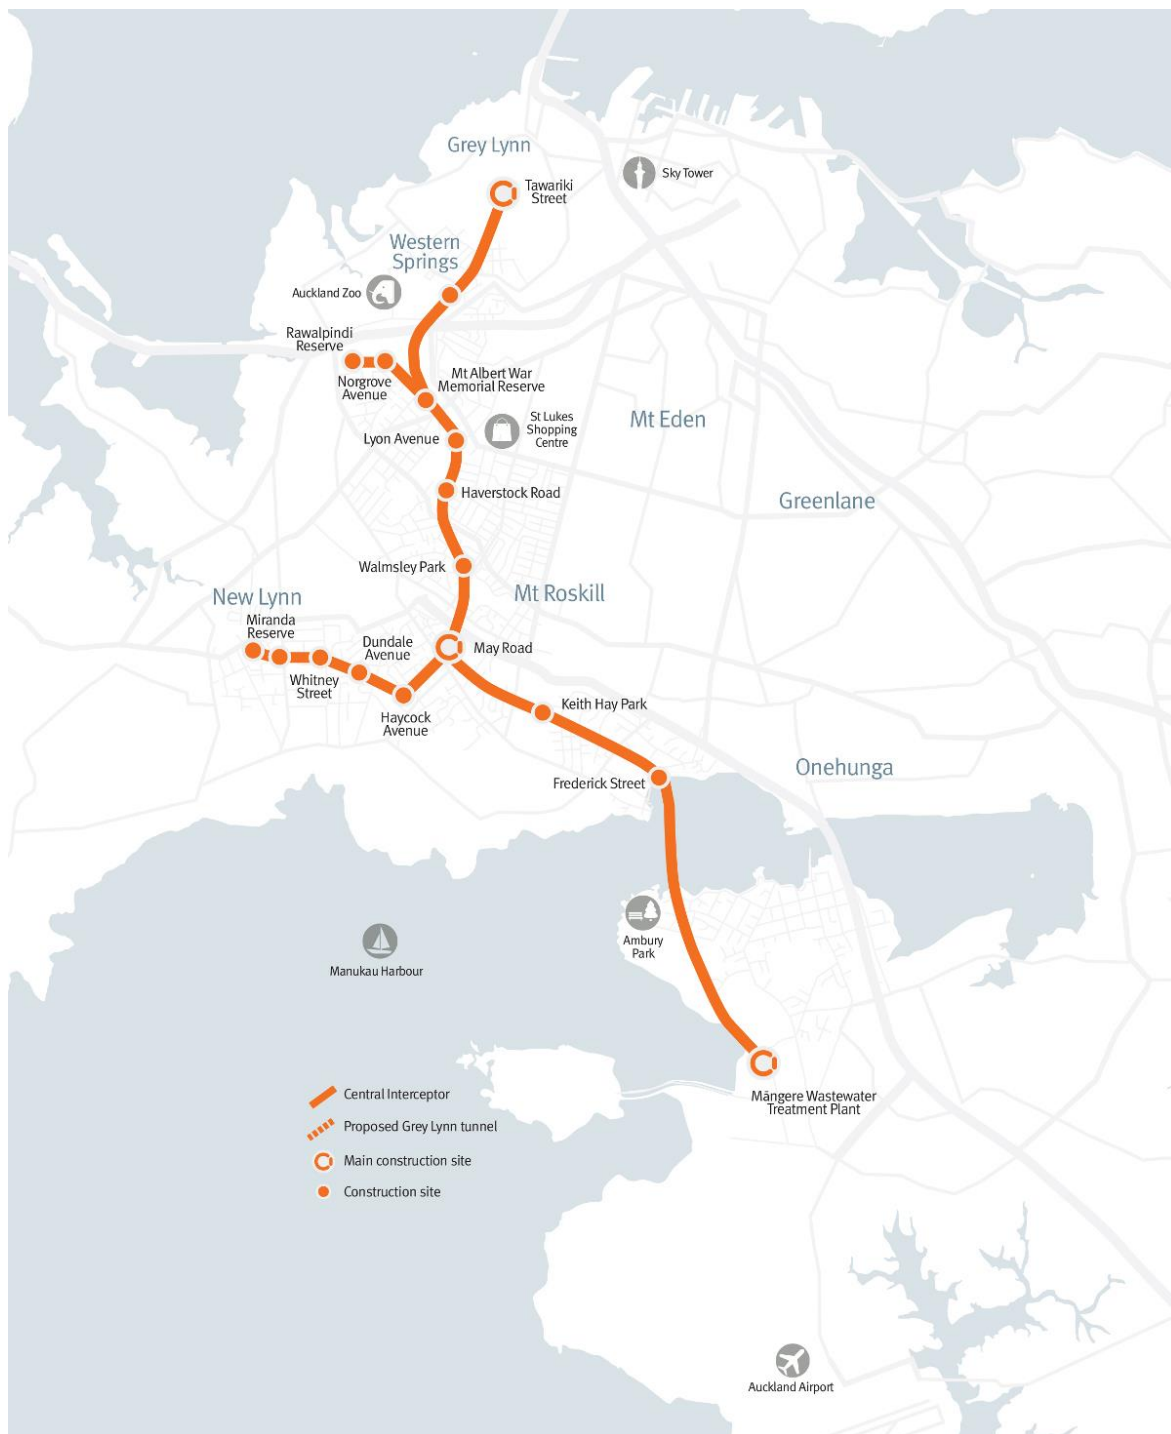 Grey Lynn
Sky Tower
Tawariki
Street
Western
Springs
Auckland Zoo
Rawalpindi
Reserve
Norgrove
Avenue
Mt Albert War
Memorial Reserve
St Lukes
Shopping
Centre
Mt Eden
Lyon Avenue
Haverstock Road
Greenlane
Walmsley Park
New Lynn
Mt Roskill
Miranda
Reserve
Dundale
Avenue
May Road
Whitney
Street
Haycock
Avenue
Keith Hay Park
Onehunga
Frederick Street
Ambury
Park
Manukau Harbour
Māngere Wastewater
Treatment Plant
Central Interceptor
Proposed Grey Lynn tunnel
Main construction site
Construction site
Auckland Airport